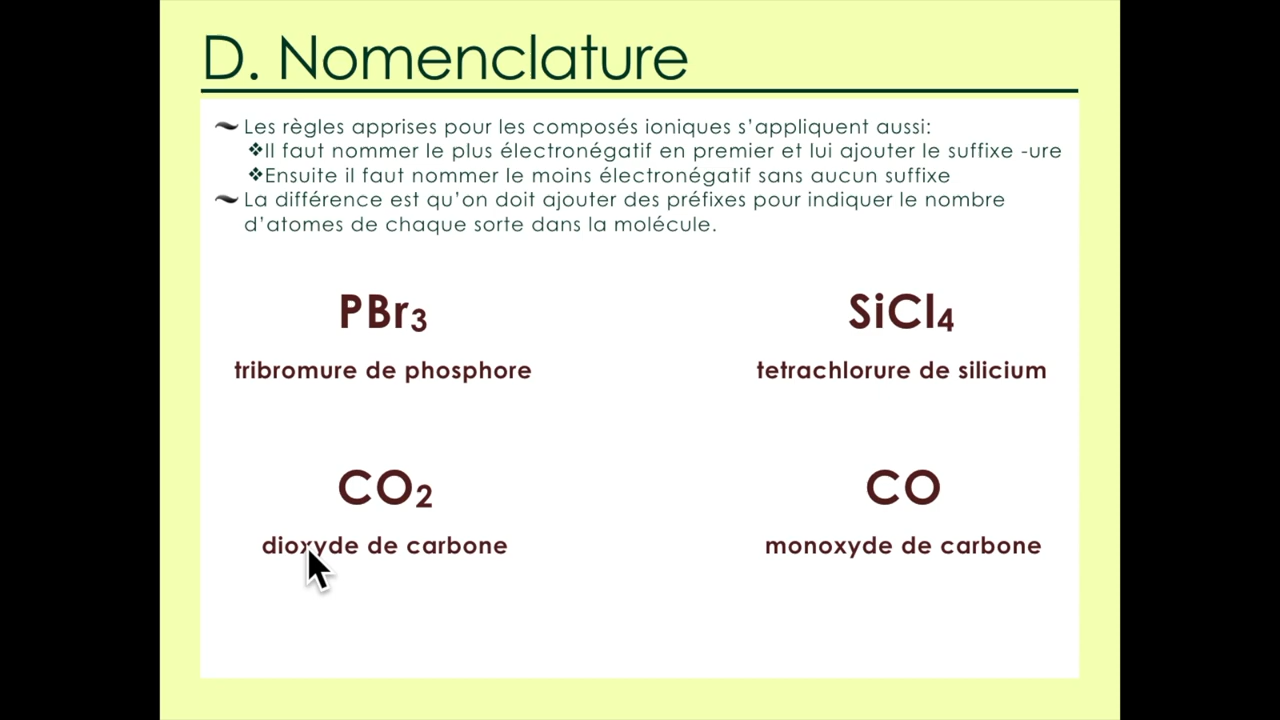 D. Nomenclature
Les règles apprises pour les composés ioniques s'appliquent aussi:
❖Il faut nommer le plus électronégatif en premier et lui ajouter le suffixe -ure
❖Ensuite il faut nommer le moins électronégatif sans aucun suffixe
La différence est qu'on doit ajouter des préfixes pour indiquer le nombre
d'atomes de chaque sorte dans la molécule.
PBr₃
SiCl₄
tribromure de phosphore
tetrachlorure de silicium
CO₂
CO
dioxyde de carbone
monoxyde de carbone